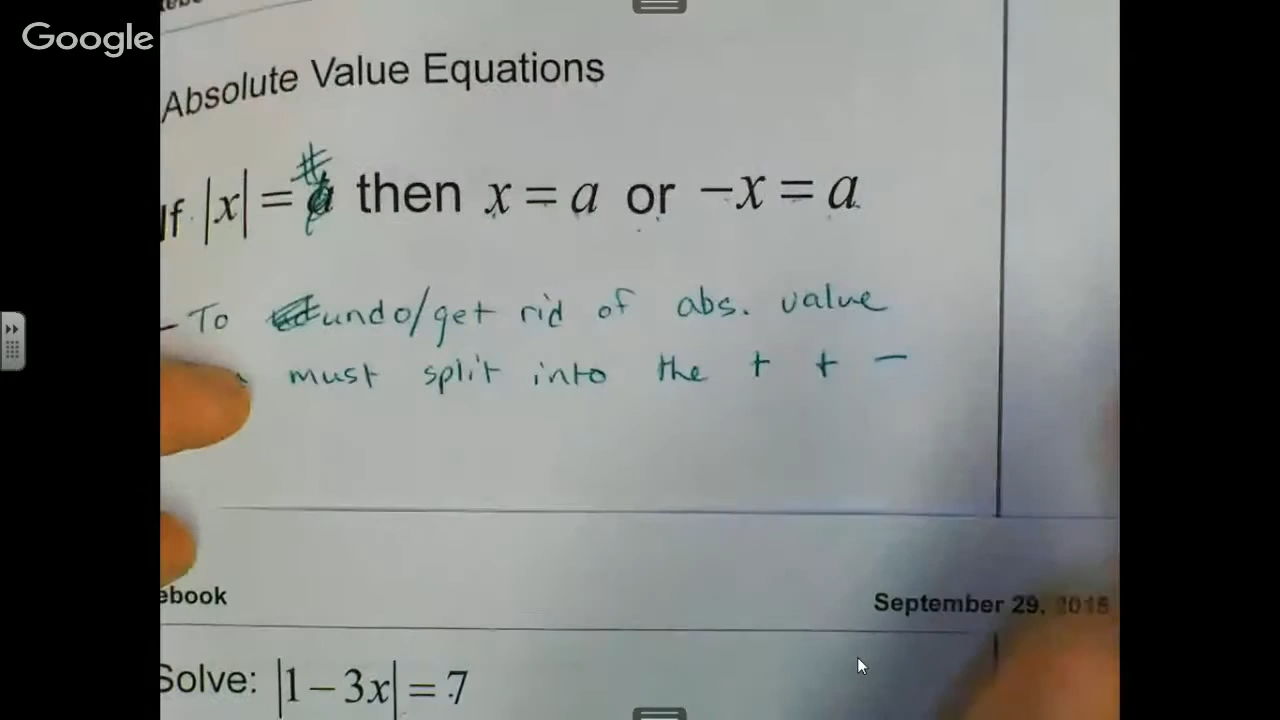 Google
Absolute Value Equations
If |x| = # then x = a or −x = a
– To undo/get rid of abs. value
must split into the + + −
ebook
September 29, 2015
Solve: |1 − 3x| = 7